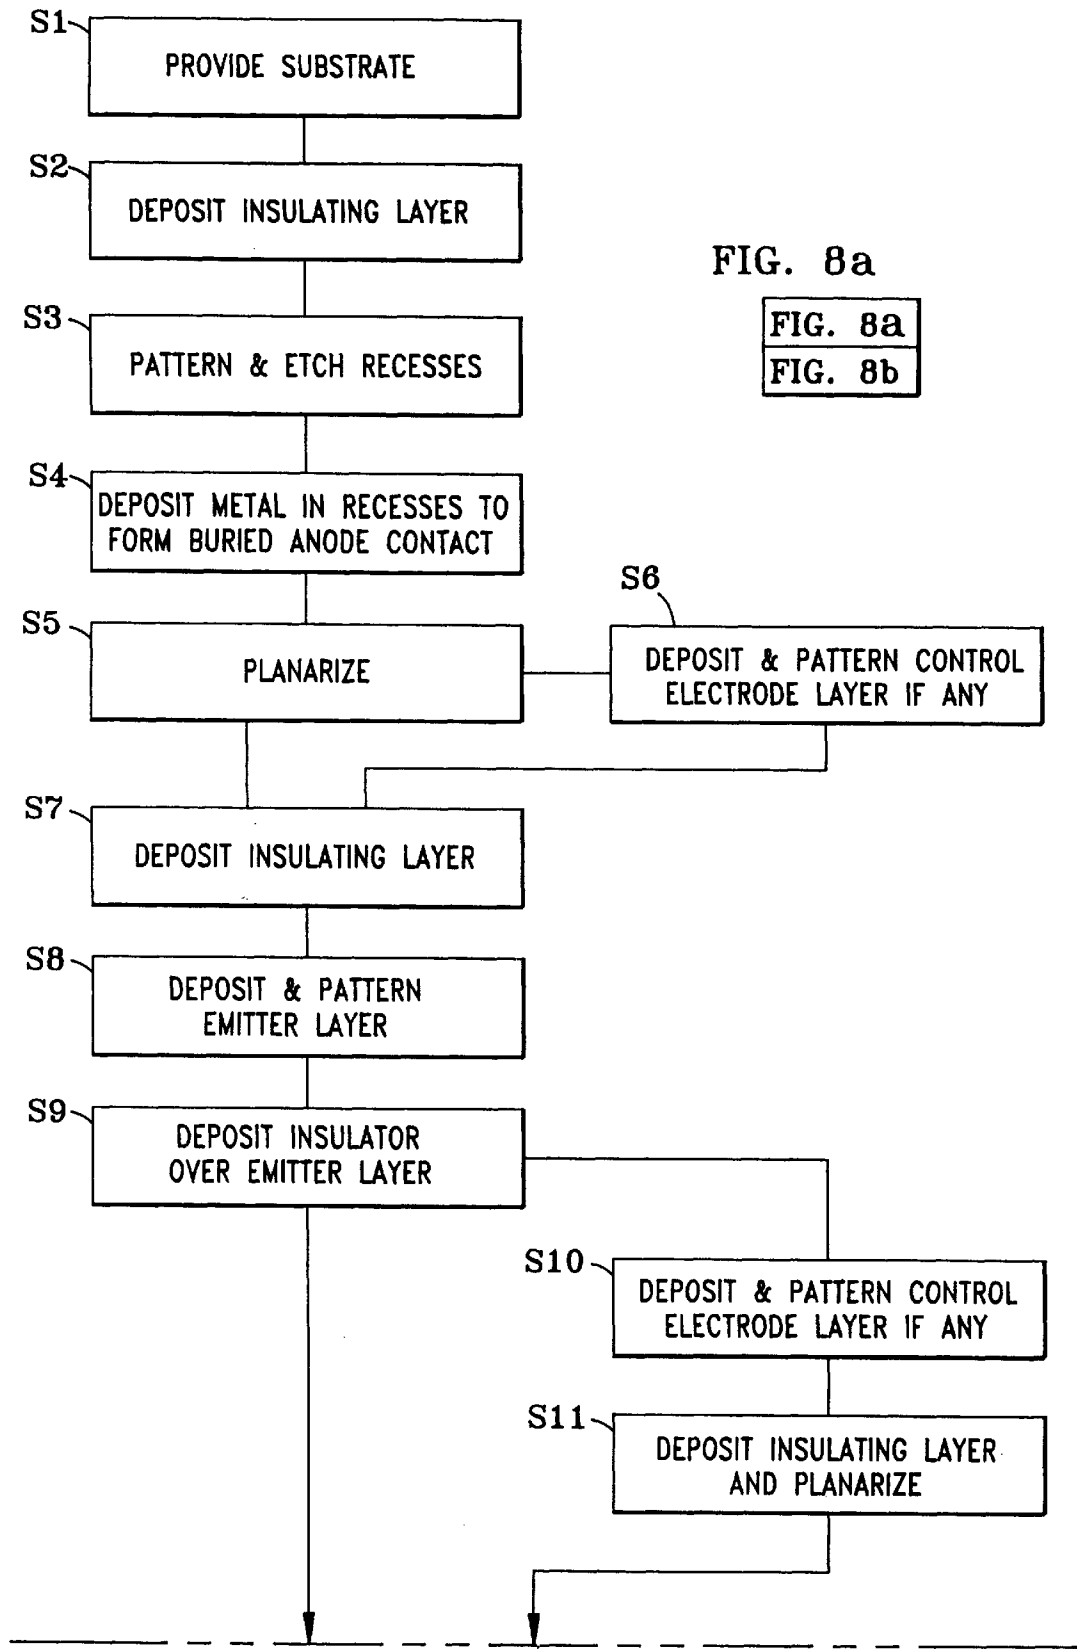 S1
PROVIDE SUBSTRATE
S2
DEPOSIT INSULATING LAYER
FIG. 8a
FIG. 8a
FIG. 8b
S3
PATTERN & ETCH RECESSES
S4
DEPOSIT METAL IN RECESSES TO
FORM BURIED ANODE CONTACT
S5
PLANARIZE
S6
DEPOSIT & PATTERN CONTROL
ELECTRODE LAYER IF ANY
S7
DEPOSIT INSULATING LAYER
S8
DEPOSIT & PATTERN
EMITTER LAYER
S9
DEPOSIT INSULATOR
OVER EMITTER LAYER
S10
DEPOSIT & PATTERN CONTROL
ELECTRODE LAYER IF ANY
S11
DEPOSIT INSULATING LAYER
AND PLANARIZE